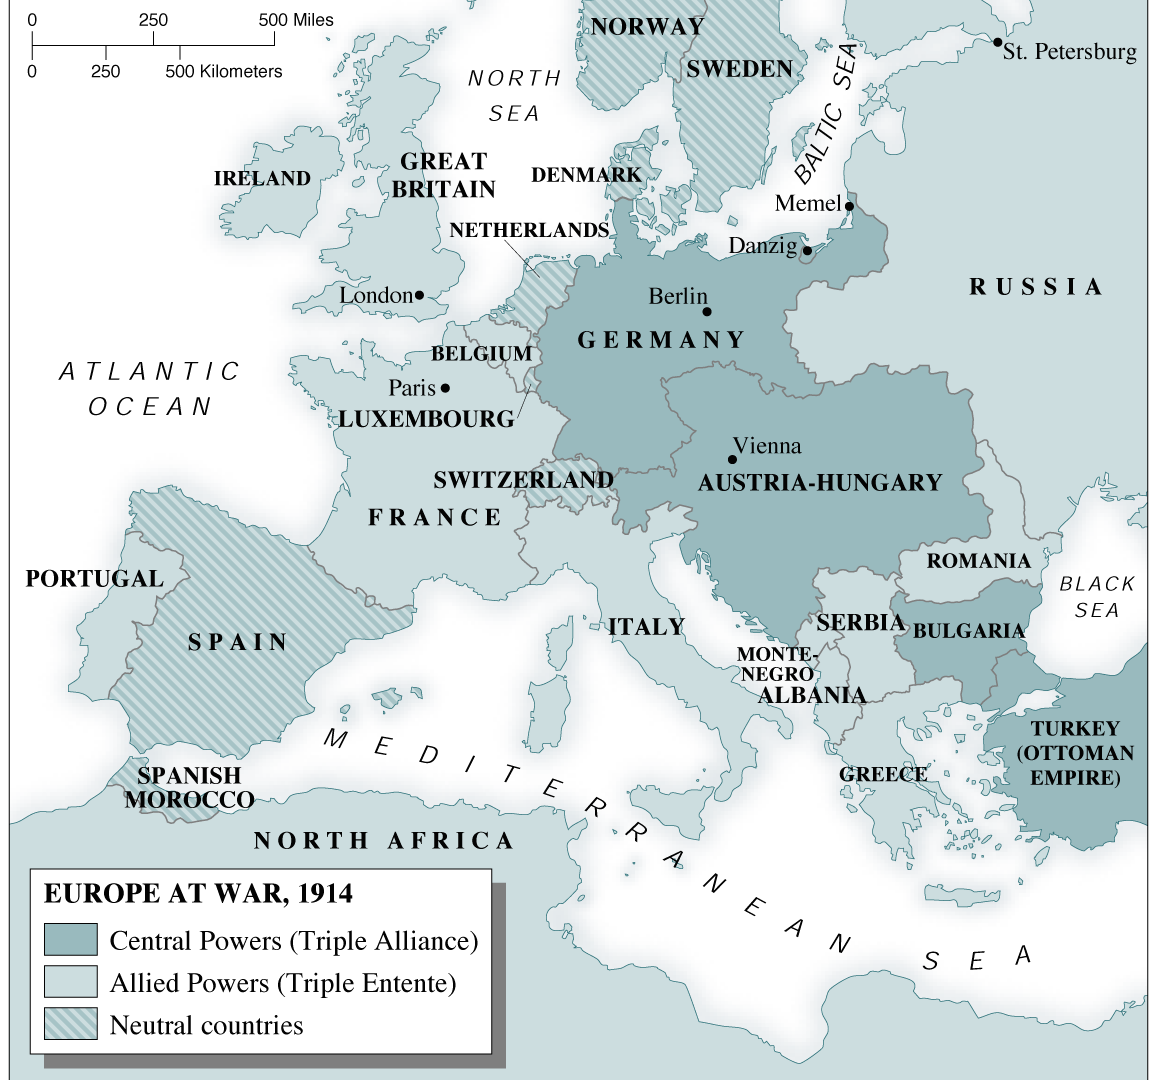 0 250 500 Miles
0 250 500 Kilometers
NORWAY
SWEDEN
St. Petersburg
NORTH
SEA
BALTIC SEA
GREAT
BRITAIN
IRELAND
DENMARK
Memel
NETHERLANDS
Danzig
RUSSIA
London
Berlin
GERMANY
BELGIUM
ATLANTIC
OCEAN
Paris
LUXEMBOURG
Vienna
SWITZERLAND
AUSTRIA-HUNGARY
FRANCE
ROMANIA
PORTUGAL
BLACK
SEA
SPAIN
ITALY
SERBIA
BULGARIA
MONTE-
NEGRO
ALBANIA
TURKEY
(OTTOMAN
EMPIRE)
GREECE
MEDITERRANEAN SEA
SPANISH
MOROCCO
NORTH AFRICA
EUROPE AT WAR, 1914
Central Powers (Triple Alliance)
Allied Powers (Triple Entente)
Neutral countries